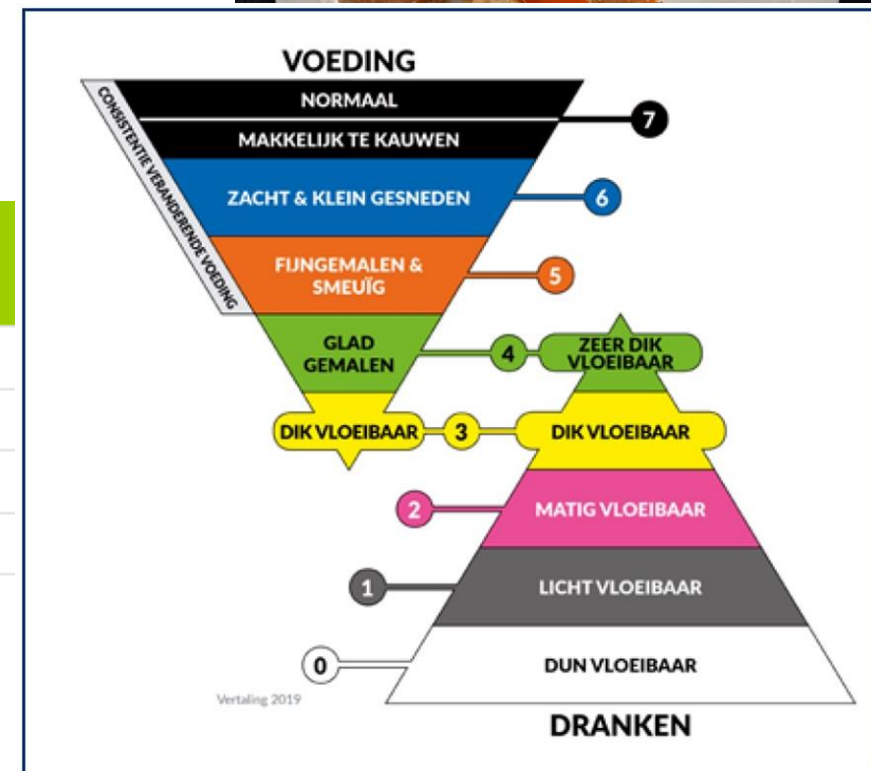 VOEDING
CONSISTENTIE VERANDERENDE VOEDING
NORMAAL
7
MAKKELIJK TE KAUWEN
ZACHT & KLEIN GESNEDEN
6
FIJNGEMALEN &
SMEUÏG
5
GLAD
GEMALEN
4
ZEER DIK
VLOEIBAAR
DIK VLOEIBAAR
3
DIK VLOEIBAAR
2
MATIG VLOEIBAAR
1
LICHT VLOEIBAAR
0
DUN VLOEIBAAR
Vertaling 2019
DRANKEN